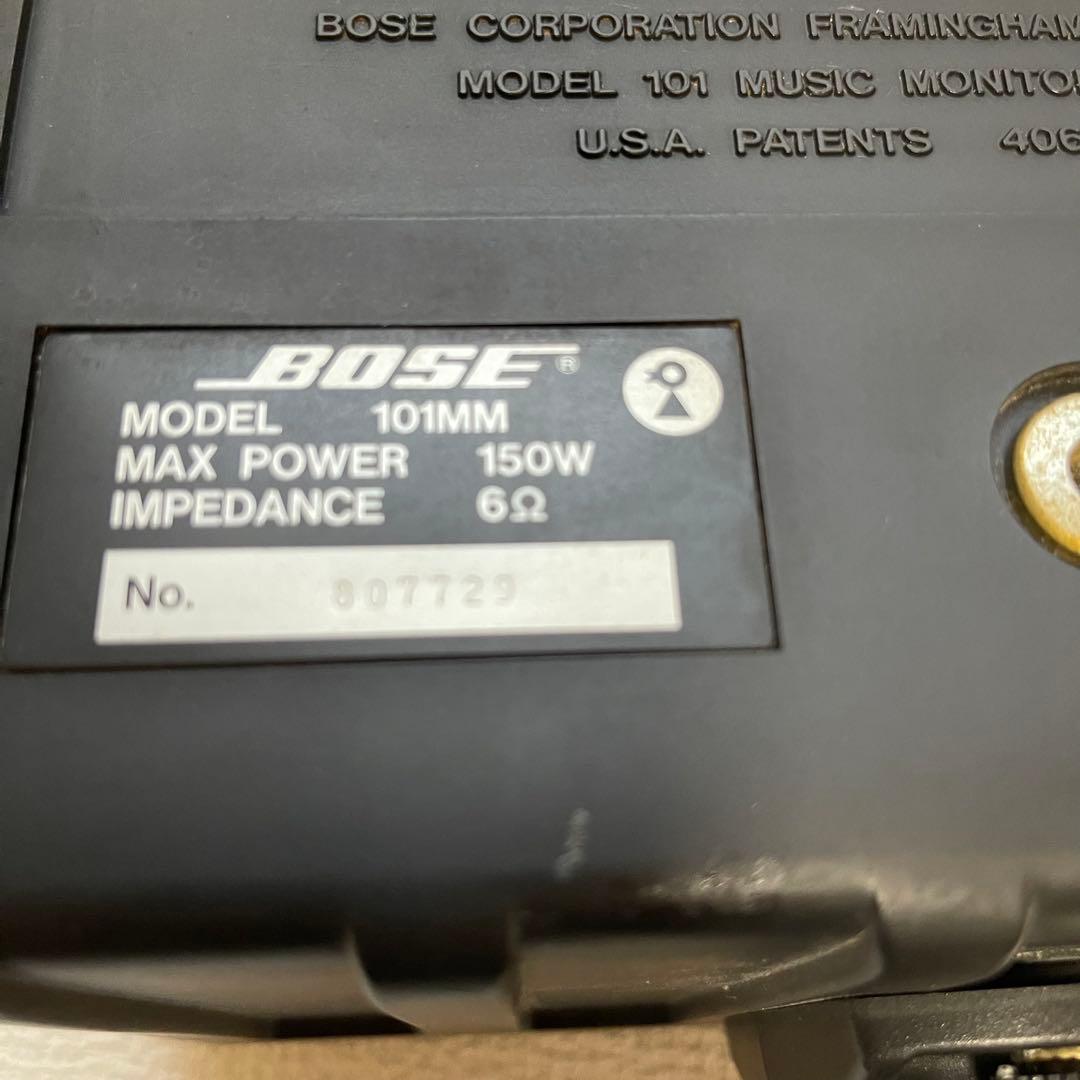 BOSE CORPORATION FRAMINGHAM
MODEL 101 MUSIC MONITOR
U.S.A. PATENTS 406
BOSE®
MODEL 101MM
MAX POWER 150W
IMPEDANCE 6Ω
No. 807729